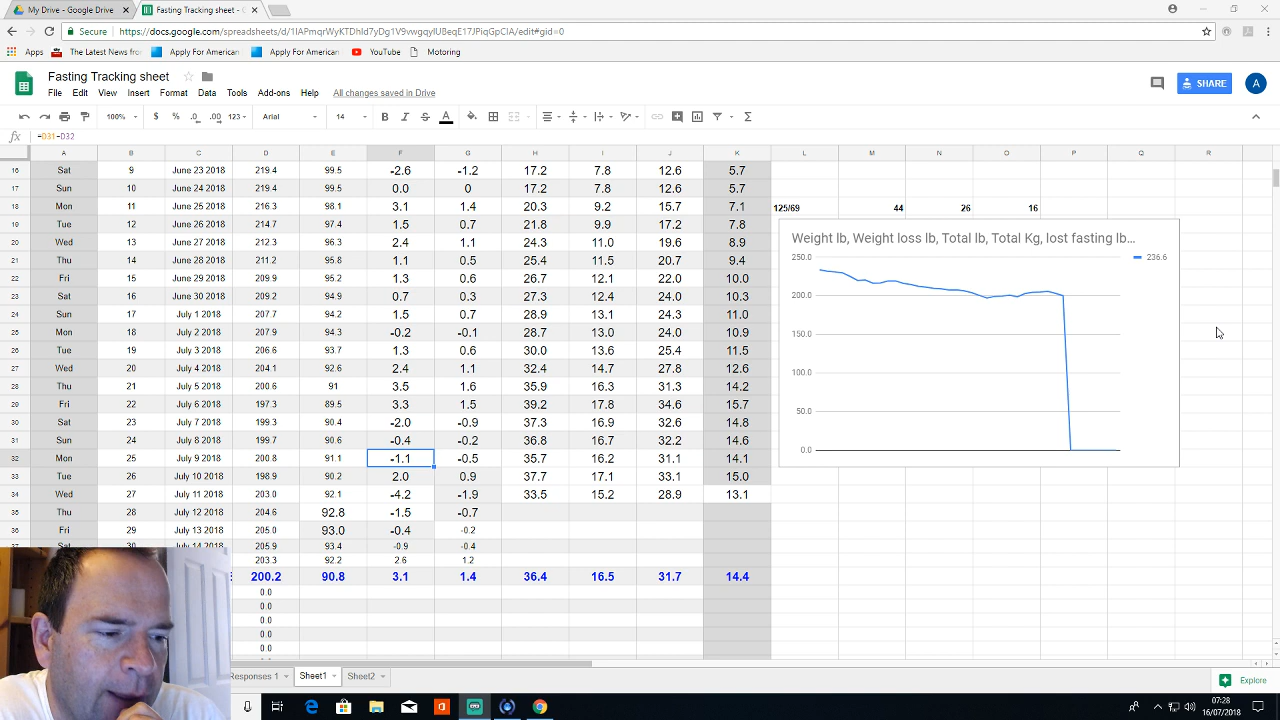 My Drive - Google Drive
Fasting Tracking sheet - G
Secure https://docs.google.com/spreadsheets/d/
/edit#gid=0
Apps The Latest News from Apply For American Apply For American YouTube Motoring
Fasting Tracking sheet
File Edit View Insert Format Data Tools Add-ons Help All changes saved in Drive
SHARE A
100% $ % .0 .00 123 Arial 14 B I S A
fx =D31-D32
A B C D E F G H I J K L M N O P Q R
16 Sat 9 June 23 2018 219.4 99.5 -2.6 -1.2 17.2 7.8 12.6 5.7
17 Sun 10 June 24 2018 219.4 99.5 0.0 0 17.2 7.8 12.6 5.7
18 Mon 11 June 25 2018 216.3 98.1 3.1 1.4 20.3 9.2 15.7 7.1 125/69 44 26 16
19 Tue 12 June 26 2018 214.7 97.4 1.5 0.7 21.8 9.9 17.2 7.8
20 Wed 13 June 27 2018 212.3 96.3 2.4 1.1 24.3 11.0 19.6 8.9
21 Thu 14 June 28 2018 211.2 95.8 1.1 0.5 25.4 11.5 20.7 9.4
22 Fri 15 June 29 2018 209.9 95.2 1.3 0.6 26.7 12.1 22.0 10.0
23 Sat 16 June 30 2018 209.2 94.9 0.7 0.3 27.3 12.4 24.0 10.3
24 Sun 17 July 1 2018 207.7 94.2 1.5 0.7 28.9 13.1 24.3 11.0
25 Mon 18 July 2 2018 207.9 94.3 -0.2 -0.1 28.7 13.0 24.0 10.9
26 Tue 19 July 3 2018 206.6 93.7 1.3 0.6 30.0 13.6 25.4 11.5
27 Wed 20 July 4 2018 204.1 92.6 2.4 1.1 32.4 14.7 27.8 12.6
28 Thu 21 July 5 2018 200.6 91 3.5 1.6 35.9 16.3 31.3 14.2
29 Fri 22 July 6 2018 197.3 89.5 3.3 1.5 39.2 17.8 34.6 15.7
30 Sat 23 July 7 2018 199.3 90.4 -2.0 -0.9 37.3 16.9 32.6 14.8
31 Sun 24 July 8 2018 199.7 90.6 -0.4 -0.2 36.8 16.7 32.2 14.6
32 Mon 25 July 9 2018 200.8 91.1 -1.1 -0.5 35.7 16.2 31.1 14.1
33 Tue 26 July 10 2018 198.9 90.2 2.0 0.9 37.7 17.1 33.1 15.0
34 Wed 27 July 11 2018 203.0 92.1 -4.2 -1.9 33.5 15.2 28.9 13.1
35 Thu 28 July 12 2018 204.6 92.8 -1.5 -0.7
36 Fri 29 July 13 2018 205.0 93.0 -0.4 -0.2
37 Sat 30 July 14 2018 205.9 93.4 -0.9 -0.4
203.3 92.2 2.6 1.2
200.2 90.8 3.1 1.4 36.4 16.5 31.7 14.4
0.0
0.0
0.0
0.0
0.0
Weight lb, Weight loss lb, Total lb, Total Kg, lost fasting lb...
250.0
200.0
150.0
100.0
50.0
0.0
236.6
Responses 1 Sheet1 Sheet2
Explore
07:28
16/07/2018